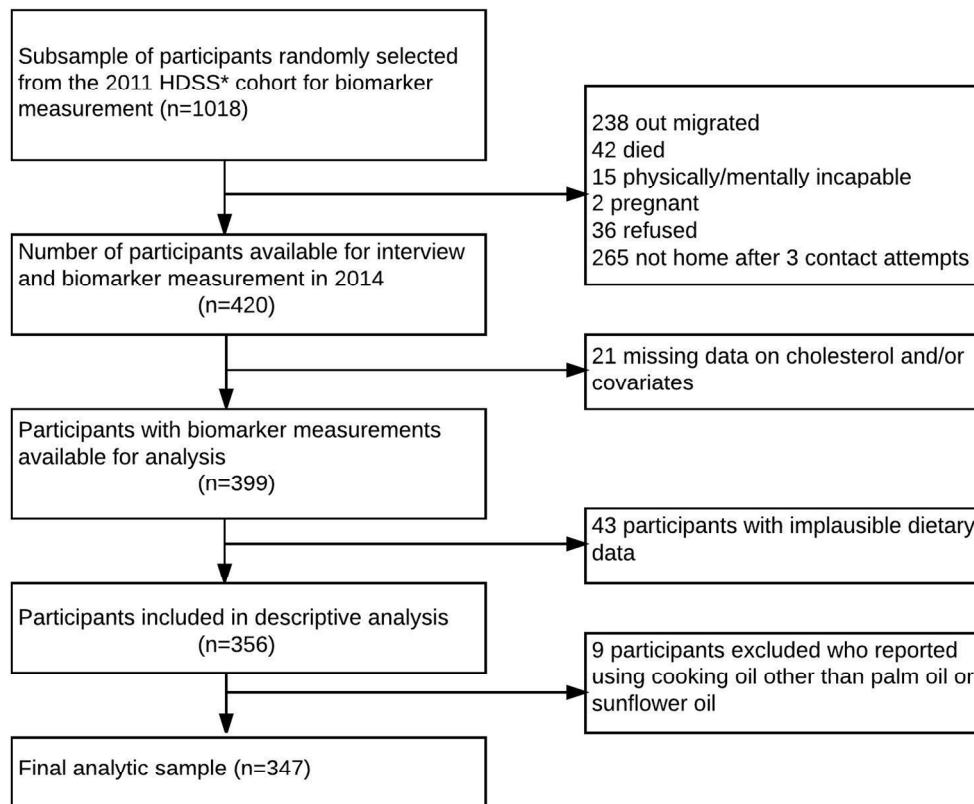 Subsample of participants randomly selected
from the 2011 HDSS* cohort for biomarker
measurement (n=1018)
238 out migrated
42 died
15 physically/mentally incapable
2 pregnant
36 refused
265 not home after 3 contact attempts
Number of participants available for interview
and biomarker measurement in 2014
(n=420)
21 missing data on cholesterol and/or
covariates
Participants with biomarker measurements
available for analysis
(n=399)
43 participants with implausible dietary
data
Participants included in descriptive analysis
(n=356)
9 participants excluded who reported
using cooking oil other than palm oil or
sunflower oil
Final analytic sample (n=347)